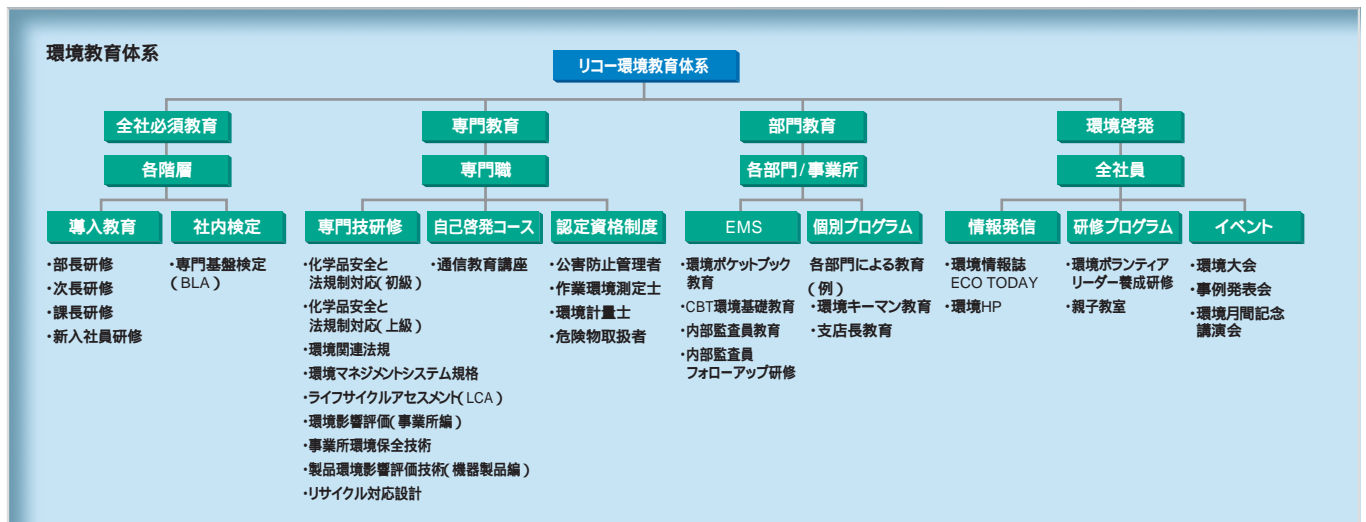 環境教育体系
リコー環境教育体系
全社必須教育
各階層
導入教育
・部長研修
・次長研修
・課長研修
・新入社員研修
社内検定
・専門基盤検定
(BLA)
専門教育
専門職
専門技研修
・化学品安全と
法規制対応(初級)
・化学品安全と
法規制対応(上級)
・環境関連法規
・環境マネジメントシステム規格
・ライフサイクルアセスメント(LCA)
・環境影響評価(事業所編)
・事業所環境保全技術
・製品環境影響評価技術(機器製品編)
・リサイクル対応設計
自己啓発コース
・通信教育講座
認定資格制度
・公害防止管理者
・作業環境測定士
・環境計量士
・危険物取扱者
部門教育
各部門/事業所
EMS
・環境ポケットブック
教育
・CBT環境基礎教育
・内部監査員教育
・内部監査員
フォローアップ研修
個別プログラム
各部門による教育
(例)
・環境キーマン教育
・支店長教育
環境啓発
全社員
情報発信
・環境情報誌
ECO TODAY
・環境HP
研修プログラム
・環境ボランティア
リーダー養成研修
・親子教室
イベント
・環境大会
・事例発表会
・環境月間記念
講演会